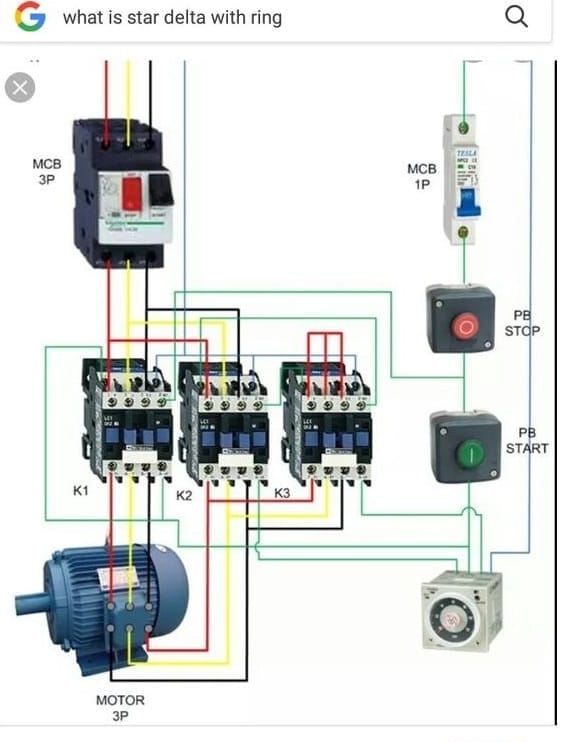 what is star delta with ring
MCB
3P
MCB
1P
TESLA
PB
STOP
PB
START
K1
K2
K3
MOTOR
3P